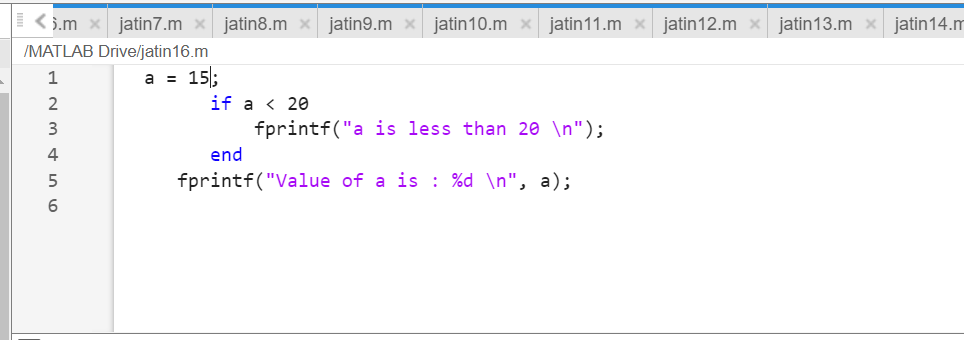 6.m × jatin7.m × jatin8.m × jatin9.m × jatin10.m × jatin11.m × jatin12.m × jatin13.m × jatin14.m
/MATLAB Drive/jatin16.m
1 a = 15;
2 if a < 20
3 fprintf("a is less than 20 \n");
4 end
5 fprintf("Value of a is : %d \n", a);
6